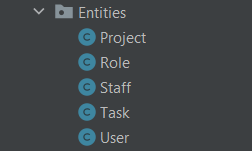 Entities
C Project
C Role
C Staff
C Task
C User